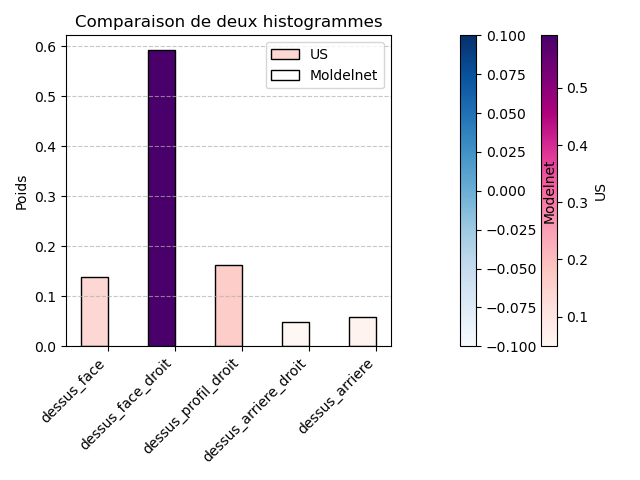 Comparaison de deux histogrammes
Poids
0.6
0.5
0.4
0.3
0.2
0.1
0.0
US
Moldelnet
dessus_face
dessus_face_droit
dessus_profil_droit
dessus_arriere_droit
dessus_arriere
0.100
0.075
0.050
0.025
0.000
−0.025
−0.050
−0.075
−0.100
Modelnet
0.5
0.4
0.3
0.2
0.1
US